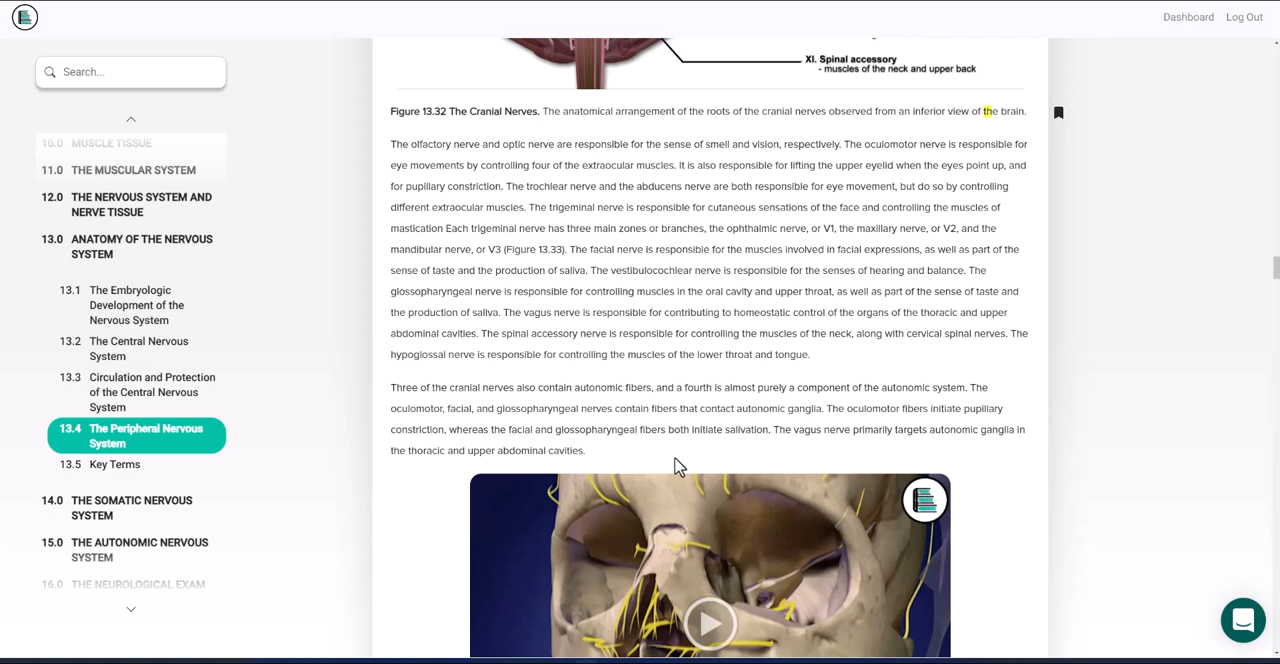 Dashboard Log Out
Search...
XI. Spinal accessory
- muscles of the neck and upper back
10.0 MUSCLE TISSUE
11.0 THE MUSCULAR SYSTEM
12.0 THE NERVOUS SYSTEM AND
NERVE TISSUE
13.0 ANATOMY OF THE NERVOUS
SYSTEM
13.1 The Embryologic
Development of the
Nervous System
13.2 The Central Nervous
System
13.3 Circulation and Protection
of the Central Nervous
System
13.4 The Peripheral Nervous
System
13.5 Key Terms
14.0 THE SOMATIC NERVOUS
SYSTEM
15.0 THE AUTONOMIC NERVOUS
SYSTEM
16.0 THE NEUROLOGICAL EXAM
Figure 13.32 The Cranial Nerves. The anatomical arrangement of the roots of the cranial nerves observed from an inferior view of the brain.
The olfactory nerve and optic nerve are responsible for the sense of smell and vision, respectively. The oculomotor nerve is responsible for
eye movements by controlling four of the extraocular muscles. It is also responsible for lifting the upper eyelid when the eyes point up, and
for pupillary constriction. The trochlear nerve and the abducens nerve are both responsible for eye movement, but do so by controlling
different extraocular muscles. The trigeminal nerve is responsible for cutaneous sensations of the face and controlling the muscles of
mastication Each trigeminal nerve has three main zones or branches, the ophthalmic nerve, or V1, the maxillary nerve, or V2, and the
mandibular nerve, or V3 (Figure 13.33). The facial nerve is responsible for the muscles involved in facial expressions, as well as part of the
sense of taste and the production of saliva. The vestibulocochlear nerve is responsible for the senses of hearing and balance. The
glossopharyngeal nerve is responsible for controlling muscles in the oral cavity and upper throat, as well as part of the sense of taste and
the production of saliva. The vagus nerve is responsible for contributing to homeostatic control of the organs of the thoracic and upper
abdominal cavities. The spinal accessory nerve is responsible for controlling the muscles of the neck, along with cervical spinal nerves. The
hypoglossal nerve is responsible for controlling the muscles of the lower throat and tongue.
Three of the cranial nerves also contain autonomic fibers, and a fourth is almost purely a component of the autonomic system. The
oculomotor, facial, and glossopharyngeal nerves contain fibers that contact autonomic ganglia. The oculomotor fibers initiate pupillary
constriction, whereas the facial and glossopharyngeal fibers both initiate salivation. The vagus nerve primarily targets autonomic ganglia in
the thoracic and upper abdominal cavities.